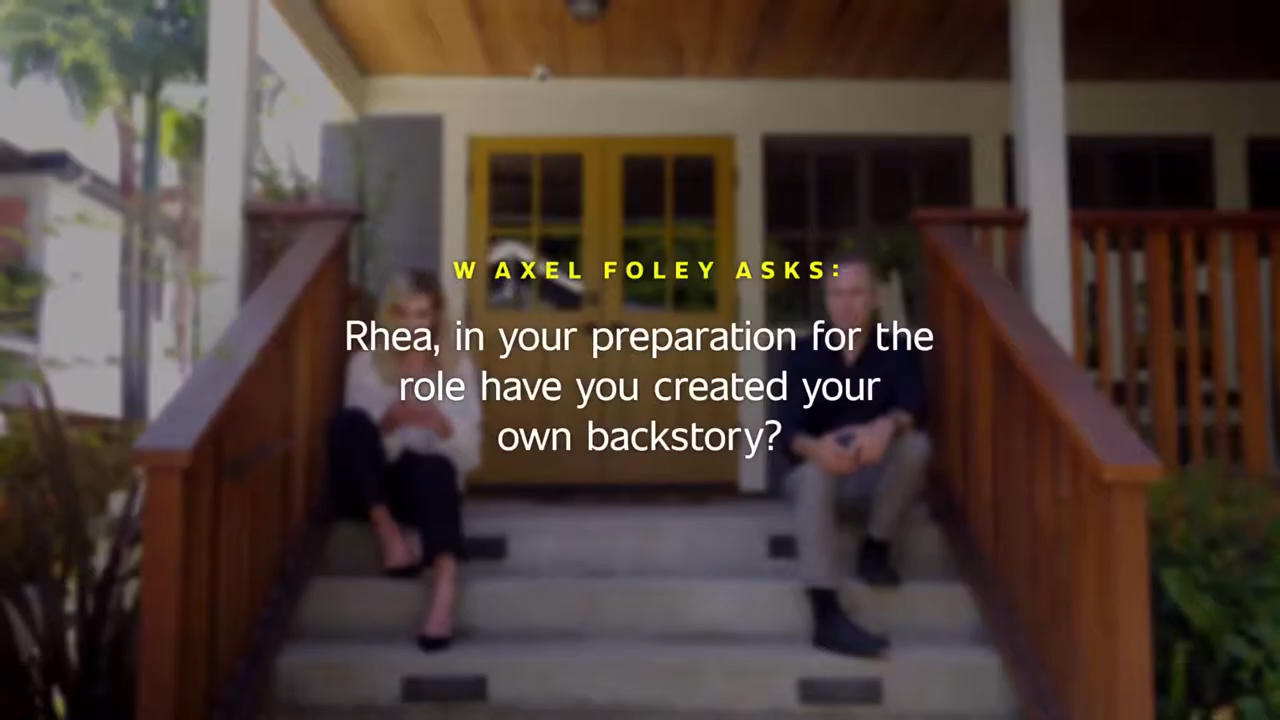 W AXEL FOLEY ASKS:
Rhea, in your preparation for the
role have you created your
own backstory?